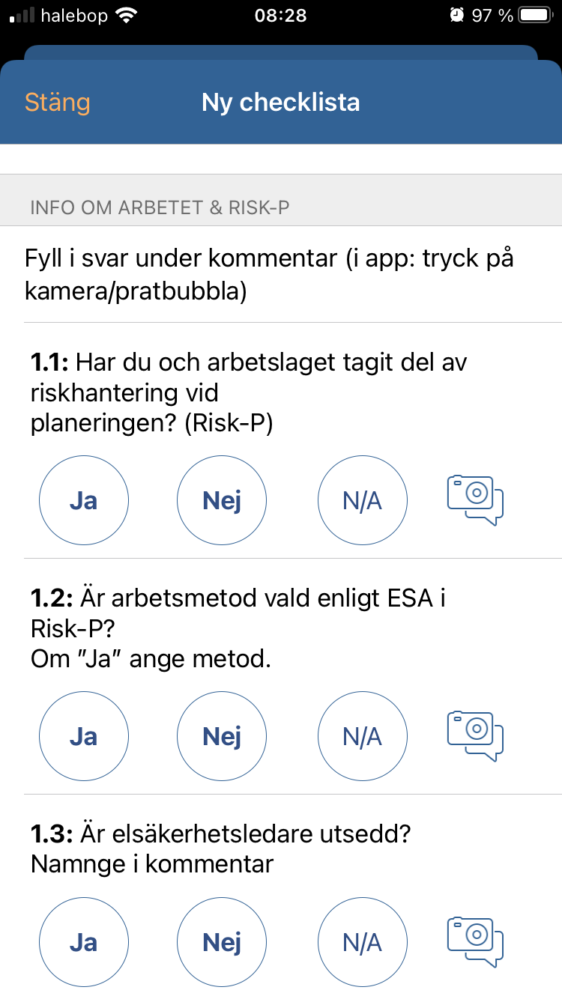 halebop 08:28 97 %
Stäng Ny checklista
INFO OM ARBETET & RISK-P
Fyll i svar under kommentar (i app: tryck på
kamera/pratbubbla)
1.1: Har du och arbetslaget tagit del av
riskhantering vid
planeringen? (Risk-P)
Ja Nej N/A
1.2: Är arbetsmetod vald enligt ESA i
Risk-P?
Om ”Ja” ange metod.
Ja Nej N/A
1.3: Är elsäkerhetsledare utsedd?
Namnge i kommentar
Ja Nej N/A